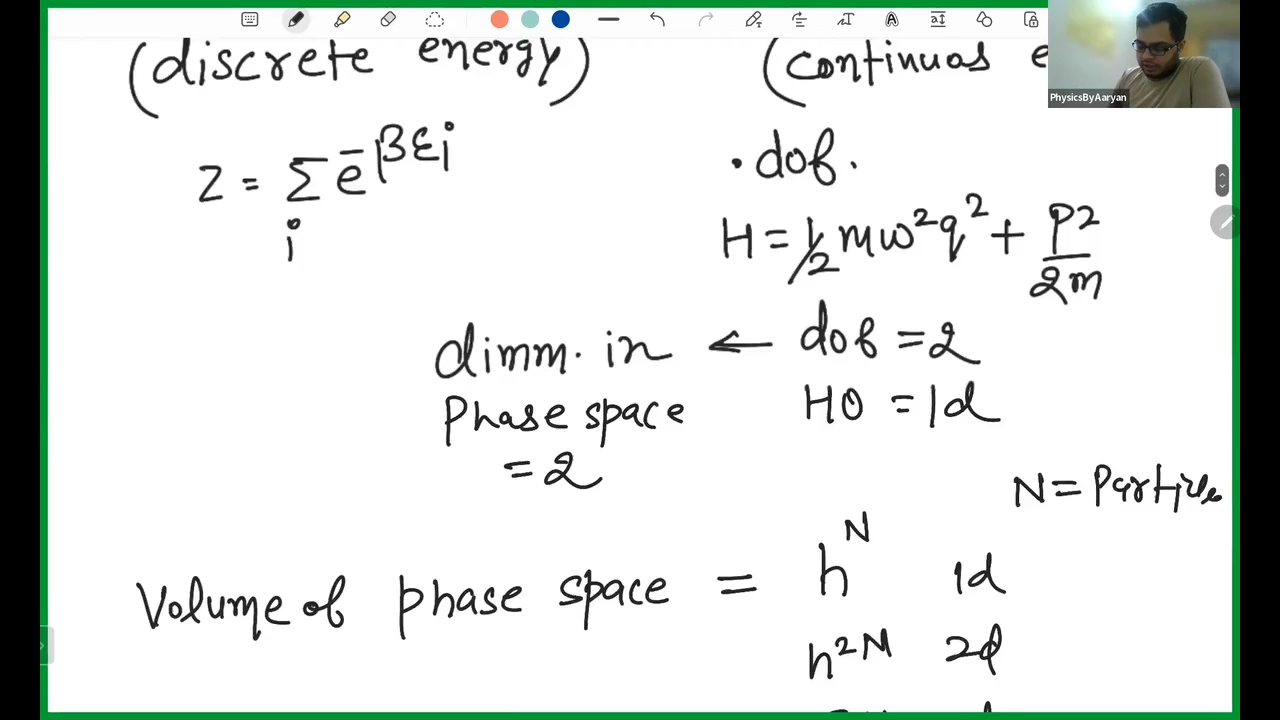 (discrete energy)
(continuas e
PhysicsByAaryan
Z = Σ e^-βεi
i
• dof.
H = 1/2 mω²q² + P²/2m
dimm. in ← dof = 2
Phase space HO = 1d
= 2
N = Particles
Volume of phase space = h^N 1d
h^2N 2d